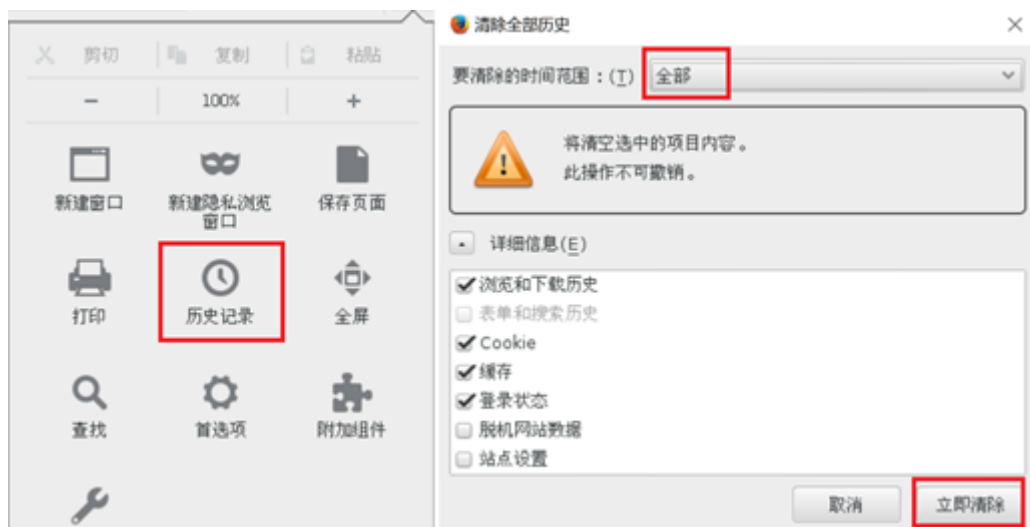 剪切 复制 粘贴
− 100% +
新建窗口 新建隐私浏览 保存页面
窗口
打印 历史记录 全屏
查找 首选项 附加组件
清除全部历史
要清除的时间范围：(T) 全部
将清空选中的项目内容。
此操作不可撤销。
详细信息(E)
浏览和下载历史
表单和搜索历史
Cookie
缓存
登录状态
脱机网站数据
站点设置
取消 立即清除